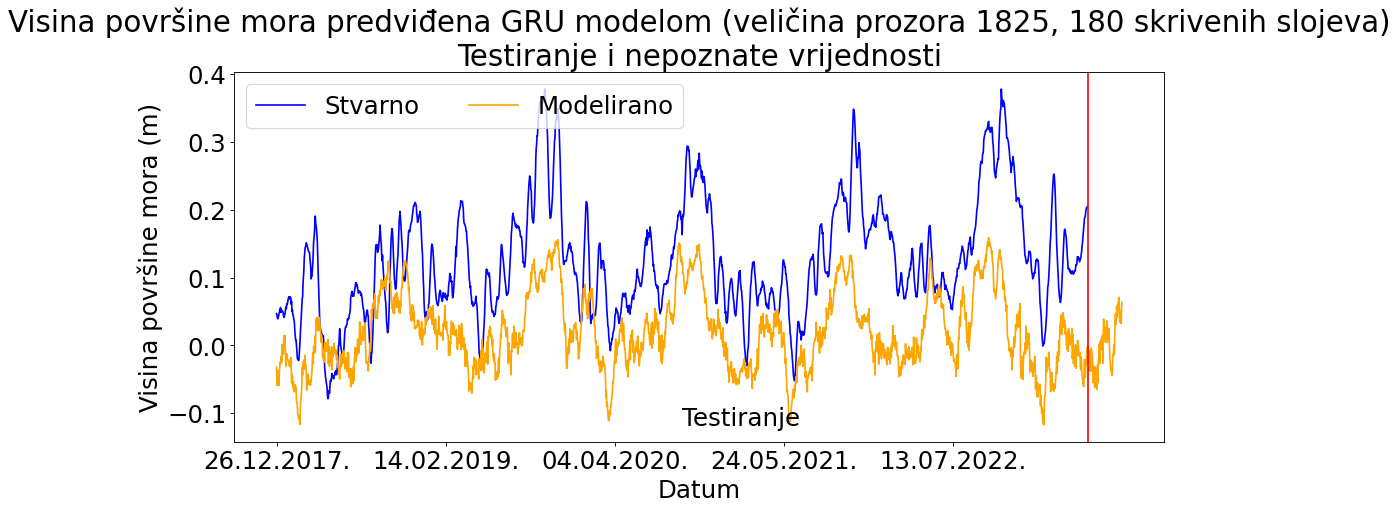 Visina površine mora predviđena GRU modelom (veličina prozora 1825, 180 skrivenih slojeva)
Testiranje i nepoznate vrijednosti
Stvarno
Modelirano
Visina površine mora (m)
0.4
0.3
0.2
0.1
0.0
−0.1
Testiranje
26.12.2017.
14.02.2019.
04.04.2020.
24.05.2021.
13.07.2022.
Datum